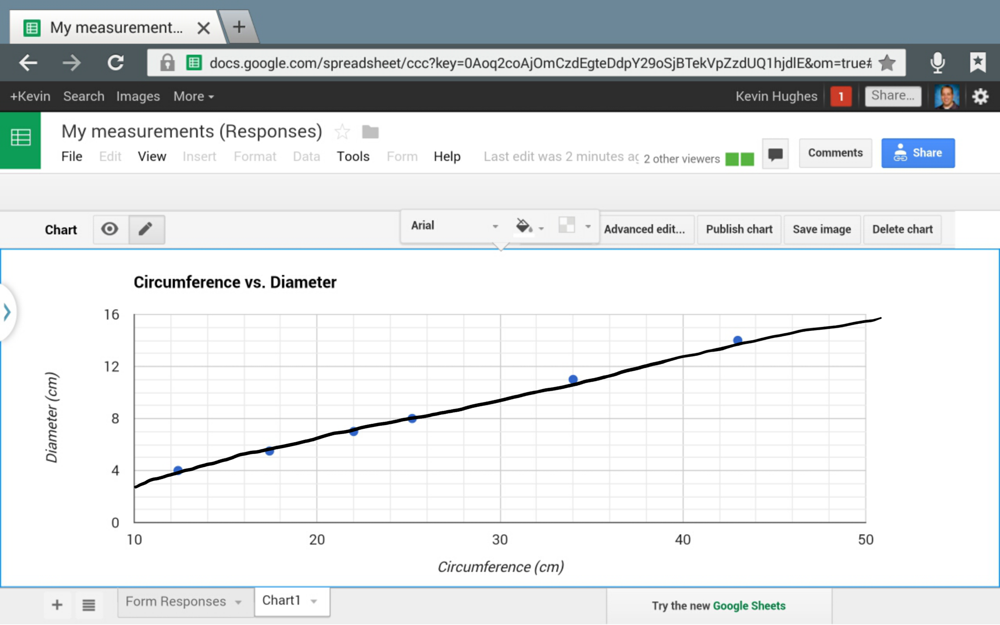 My measurement...
docs.google.com/spreadsheet/ccc?key=0Aoq2coAjOmCzdEgteDdpY29oSjBTekVpZzdUQ1hjdlE&om=true#
+Kevin Search Images More Kevin Hughes 1 Share...
My measurements (Responses)
File Edit View Insert Format Data Tools Form Help Last edit was 2 minutes 2 other viewers Comments Share
Chart Arial Advanced edit... Publish chart Save image Delete chart
Circumference vs. Diameter
16
12
8
4
0
Diameter (cm)
10 20 30 40 50
Circumference (cm)
Form Responses Chart1 Try the new Google Sheets